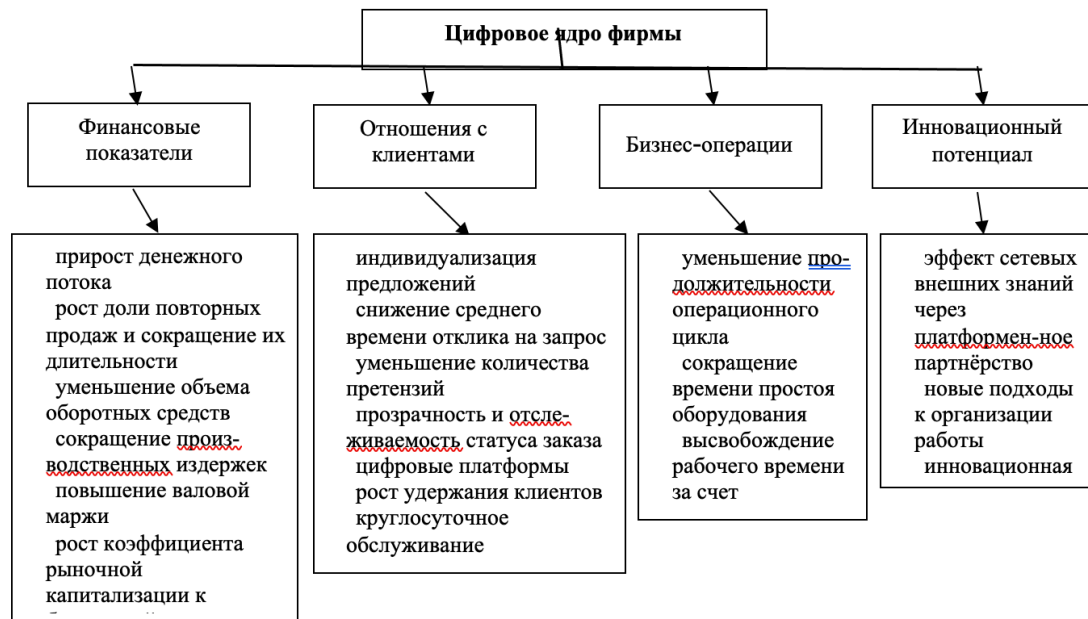 Цифровое ядро фирмы
Финансовые
показатели
Отношения с
клиентами
Бизнес-операции
Инновационный
потенциал
прирост денежного
потока
рост доли повторных
продаж и сокращение их
длительности
уменьшение объема
оборотных средств
сокращение произ-
водственных издержек
повышение валовой
маржи
рост коэффициента
рыночной
капитализации к
индивидуализация
предложений
снижение среднего
времени отклика на запрос
уменьшение количества
претензий
прозрачность и отсле-
живаемость статуса заказа
цифровые платформы
рост удержания клиентов
круглосуточное
обслуживание
уменьшение про-
должительности
операционного
цикла
сокращение
времени простоя
оборудования
высвобождение
рабочего времени
за счет
эффект сетевых
внешних знаний
через
платформен-ное
партнёрство
новые подходы
к организации
работы
инновационная